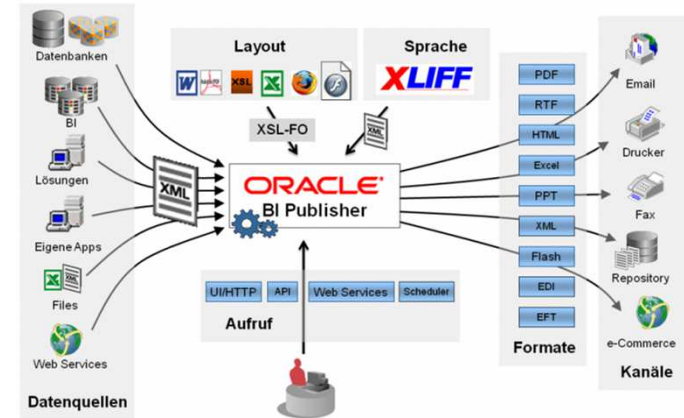 Datenbanken
BI
Lösungen
Eigene Apps
Files
Web Services
Datenquellen
XML
Layout
XSL
XSL-FO
Sprache
XLIFF
XML
ORACLE
BI Publisher
UI/HTTP
API
Web Services
Scheduler
Aufruf
PDF
RTF
HTML
Excel
PPT
XML
Flash
EDI
EFT
Formate
Email
Drucker
Fax
Repository
e-Commerce
Kanäle